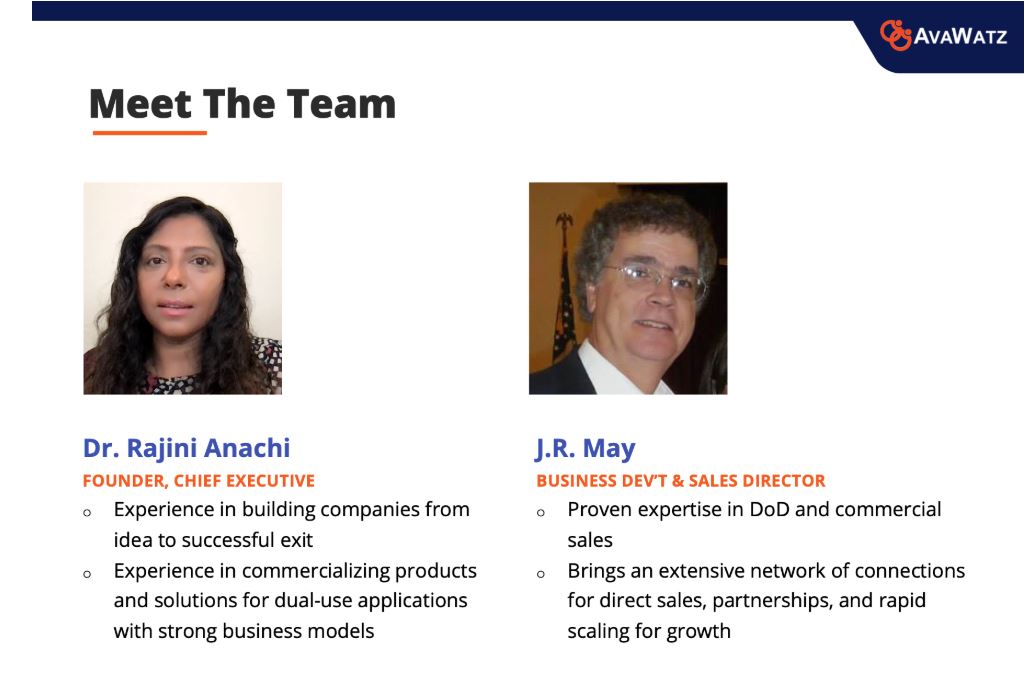 AVAWATZ
Meet The Team
Dr. Rajini Anachi
FOUNDER, CHIEF EXECUTIVE
Experience in building companies from
idea to successful exit
Experience in commercializing products
and solutions for dual-use applications
with strong business models
J.R. May
BUSINESS DEV'T & SALES DIRECTOR
Proven expertise in DoD and commercial
sales
Brings an extensive network of connections
for direct sales, partnerships, and rapid
scaling for growth